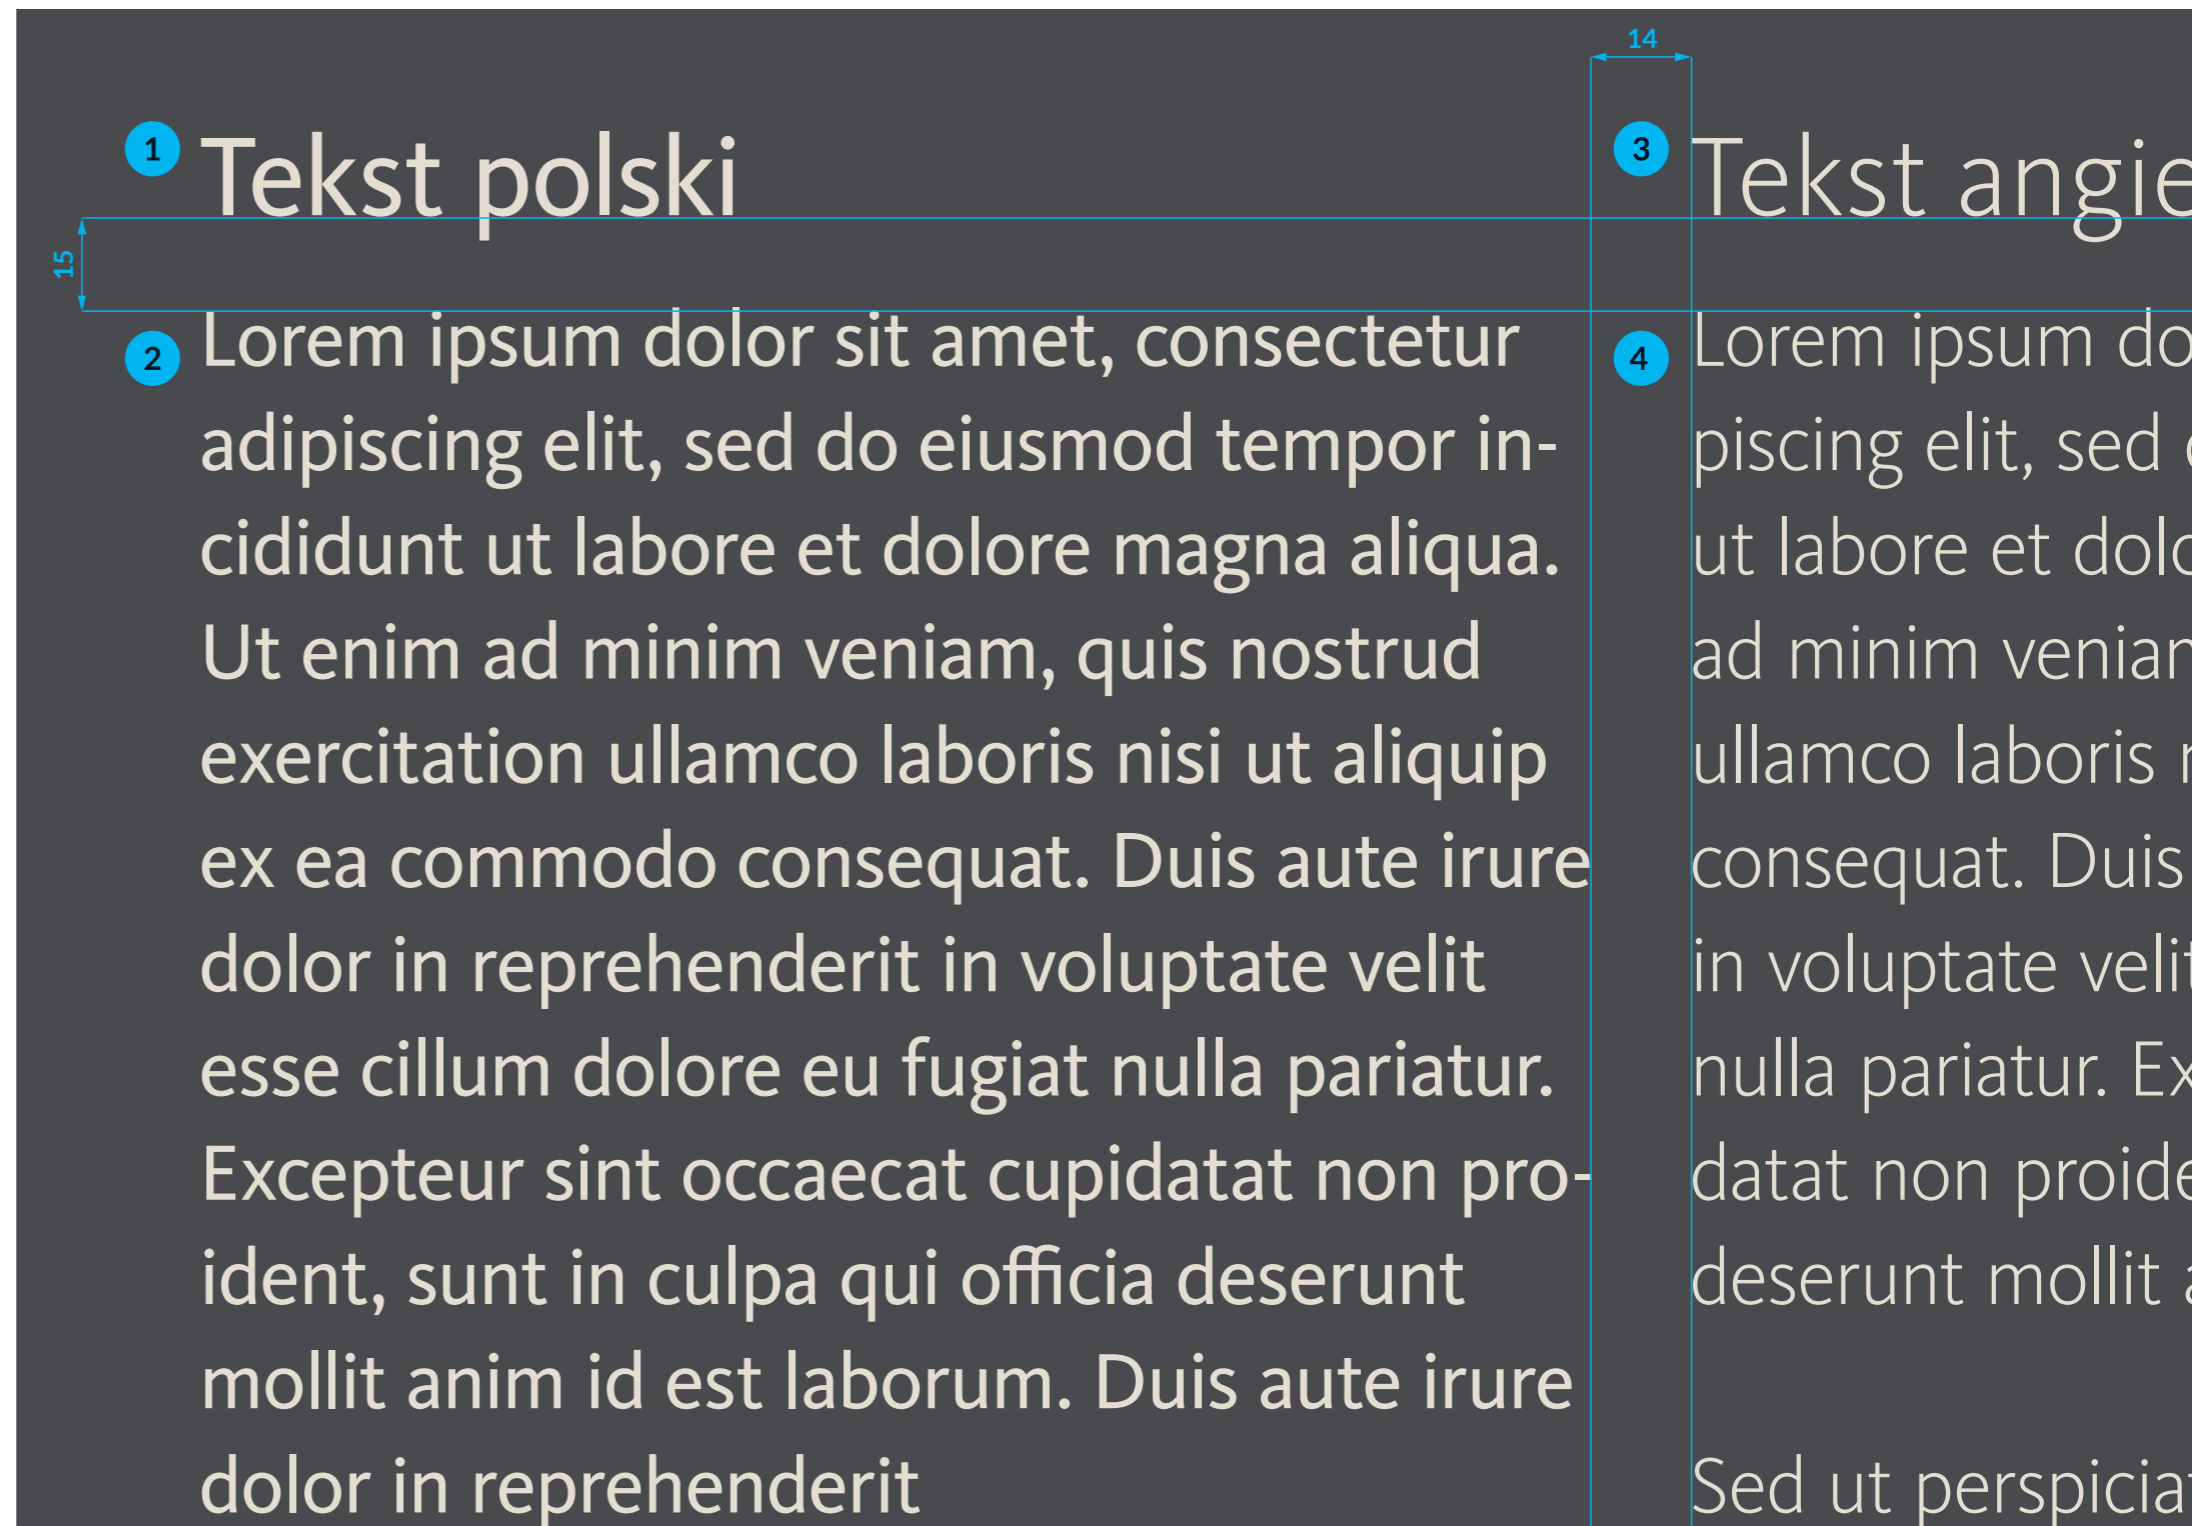 14
1
Tekst polski
15
2
Lorem ipsum dolor sit amet, consectetur
adipiscing elit, sed do eiusmod tempor in-
cididunt ut labore et dolore magna aliqua.
Ut enim ad minim veniam, quis nostrud
exercitation ullamco laboris nisi ut aliquip
ex ea commodo consequat. Duis aute irure
dolor in reprehenderit in voluptate velit
esse cillum dolore eu fugiat nulla pariatur.
Excepteur sint occaecat cupidatat non pro-
ident, sunt in culpa qui officia deserunt
mollit anim id est laborum. Duis aute irure
dolor in reprehenderit
3
Tekst angie
4
Lorem ipsum do
piscing elit, sed
ut labore et dolo
ad minim venia
ullamco laboris
consequat. Duis
in voluptate velit
nulla pariatur. Ex
datat non proide
deserunt mollit
Sed ut perspicia